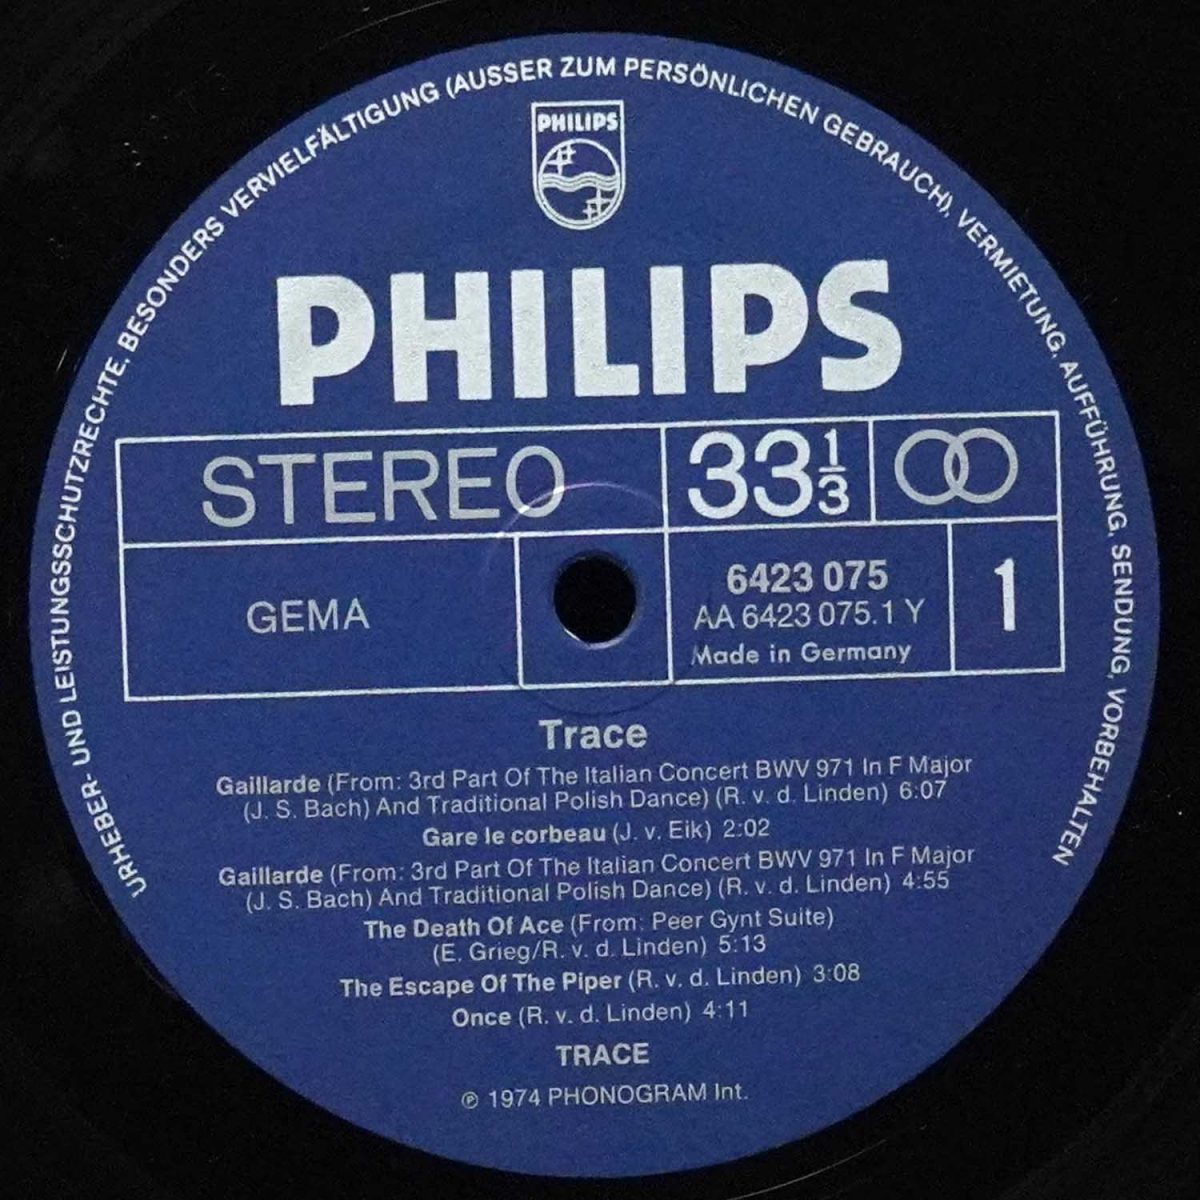 URHEBER- UND LEISTUNGSSCHUTZRECHTE, BESONDERS VERVIELFÄLTIGUNG (AUSSER ZUM PERSÖNLICHEN GEBRAUCH), VERMIETUNG, AUFFÜHRUNG, SENDUNG, VORBEHALTEN
PHILIPS
PHILIPS
STEREO 33 1/3
GEMA
6423 075
AA 6423 075.1 Y
Made in Germany
1
Trace
Gaillarde (From: 3rd Part Of The Italian Concert BWV 971 In F Major
(J. S. Bach) And Traditional Polish Dance) (R. v. d. Linden) 6:07
Gare le corbeau (J. v. Eik) 2:02
Gaillarde (From: 3rd Part Of The Italian Concert BWV 971 In F Major
(J. S. Bach) And Traditional Polish Dance) (R. v. d. Linden) 4:55
The Death Of Ace (From: Peer Gynt Suite)
(E. Grieg/R. v. d. Linden) 5:13
The Escape Of The Piper (R. v. d. Linden) 3:08
Once (R. v. d. Linden) 4:11
TRACE
℗ 1974 PHONOGRAM Int.